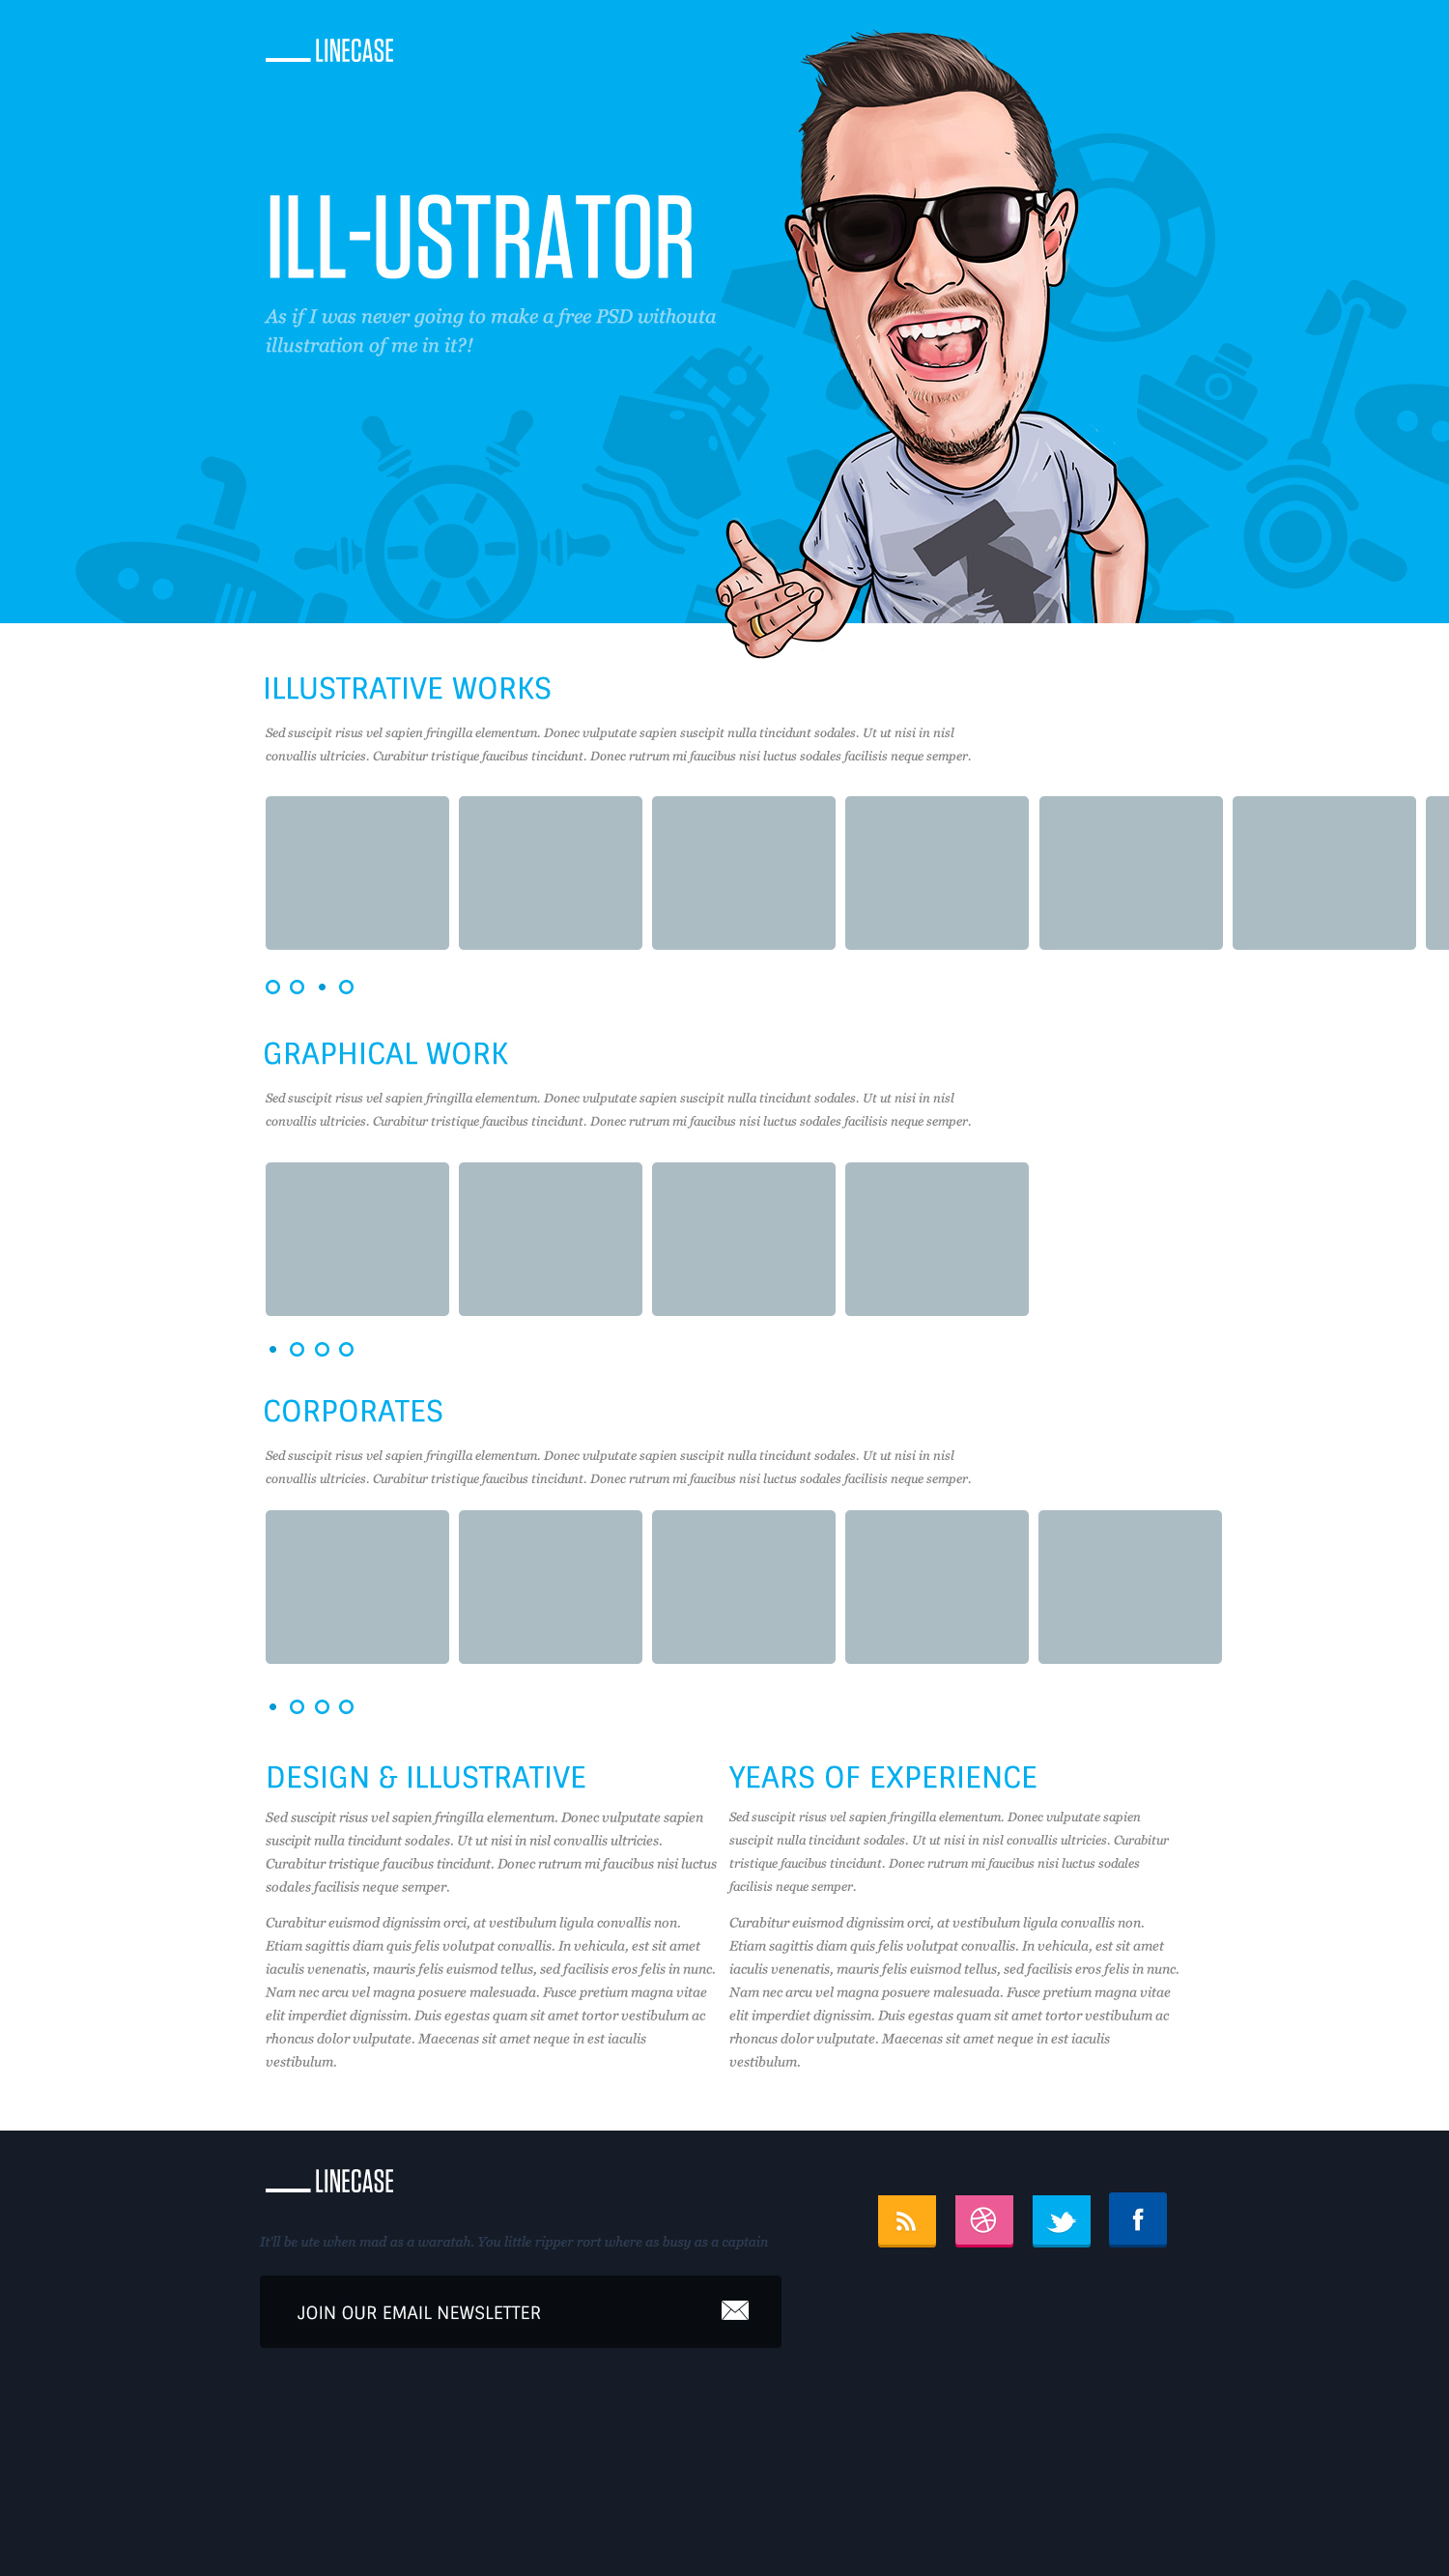 LINECASE
ILL-USTRATOR
As if I was never going to make a free PSD withouta
illustration of me in it?!
ILLUSTRATIVE WORKS
Sed suscipit risus vel sapien fringilla elementum. Donec vulputate sapien suscipit nulla tincidunt sodales. Ut ut nisi in nisl
convallis ultricies. Curabitur tristique faucibus tincidunt. Donec rutrum mi faucibus nisi luctus sodales facilisis neque semper.
GRAPHICAL WORK
Sed suscipit risus vel sapien fringilla elementum. Donec vulputate sapien suscipit nulla tincidunt sodales. Ut ut nisi in nisl
convallis ultricies. Curabitur tristique faucibus tincidunt. Donec rutrum mi faucibus nisi luctus sodales facilisis neque semper.
CORPORATES
Sed suscipit risus vel sapien fringilla elementum. Donec vulputate sapien suscipit nulla tincidunt sodales. Ut ut nisi in nisl
convallis ultricies. Curabitur tristique faucibus tincidunt. Donec rutrum mi faucibus nisi luctus sodales facilisis neque semper.
DESIGN & ILLUSTRATIVE
Sed suscipit risus vel sapien fringilla elementum. Donec vulputate sapien
suscipit nulla tincidunt sodales. Ut ut nisi in nisl convallis ultricies.
Curabitur tristique faucibus tincidunt. Donec rutrum mi faucibus nisi luctus
sodales facilisis neque semper.
Curabitur euismod dignissim orci, at vestibulum ligula convallis non.
Etiam sagittis diam quis felis volutpat convallis. In vehicula, est sit amet
iaculis venenatis, mauris felis euismod tellus, sed facilisis eros felis in nunc.
Nam nec arcu vel magna posuere malesuada. Fusce pretium magna vitae
elit imperdiet dignissim. Duis egestas quam sit amet tortor vestibulum ac
rhoncus dolor vulputate. Maecenas sit amet neque in est iaculis
vestibulum.
YEARS OF EXPERIENCE
Sed suscipit risus vel sapien fringilla elementum. Donec vulputate sapien
suscipit nulla tincidunt sodales. Ut ut nisi in nisl convallis ultricies. Curabitur
tristique faucibus tincidunt. Donec rutrum mi faucibus nisi luctus sodales
facilisis neque semper.
Curabitur euismod dignissim orci, at vestibulum ligula convallis non.
Etiam sagittis diam quis felis volutpat convallis. In vehicula, est sit amet
iaculis venenatis, mauris felis euismod tellus, sed facilisis eros felis in nunc.
Nam nec arcu vel magna posuere malesuada. Fusce pretium magna vitae
elit imperdiet dignissim. Duis egestas quam sit amet tortor vestibulum ac
rhoncus dolor vulputate. Maecenas sit amet neque in est iaculis
vestibulum.
LINECASE
It'll be ute when mad as a waratah. You little ripper rort where as busy as a captain
JOIN OUR EMAIL NEWSLETTER